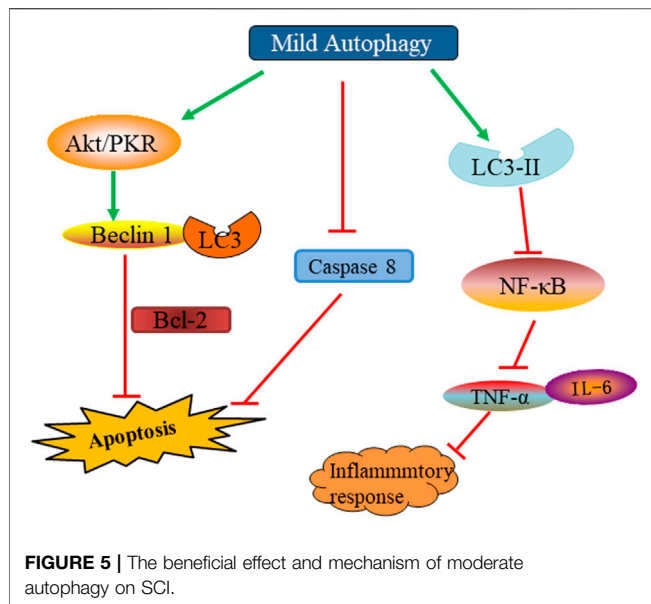 Mild Autophagy
Akt/PKR
LC3-II
Beclin 1
LC3
Caspase 8
NF-κB
Bcl-2
TNF-α
IL-6
Apoptosis
Inflammmtory
response
FIGURE 5 | The beneficial effect and mechanism of moderate
autophagy on SCI.